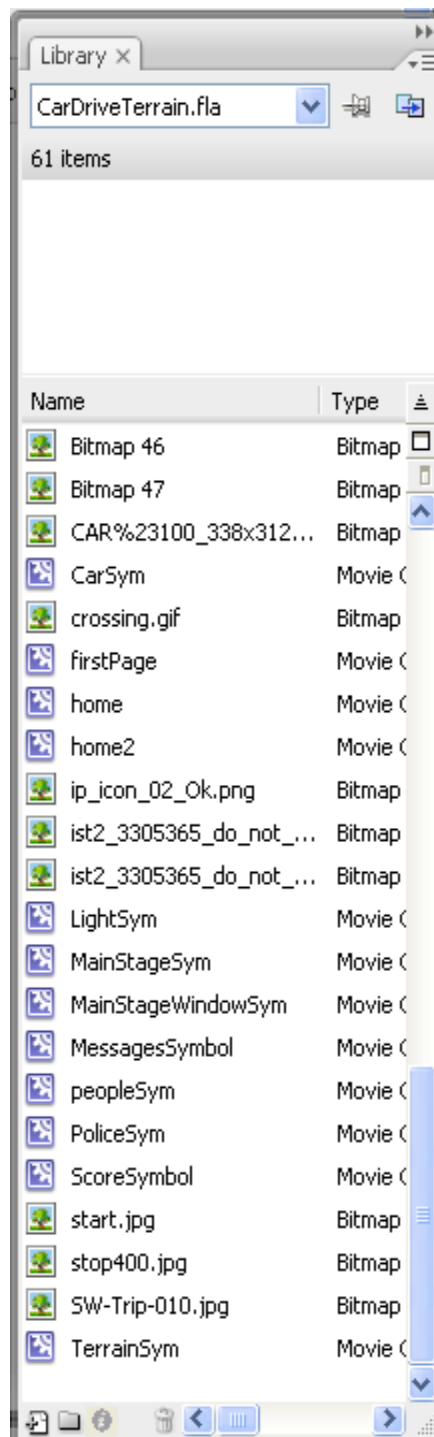 Library
CarDriveTerrain.fla
61 items
Name Type
Bitmap 46 Bitmap
Bitmap 47 Bitmap
CAR%23100_338x312... Bitmap
CarSym Movie C
crossing.gif Bitmap
firstPage Movie C
home Movie C
home2 Movie C
ip_icon_02_Ok.png Bitmap
ist2_3305365_do_not_... Bitmap
ist2_3305365_do_not_... Bitmap
LightSym Movie C
MainStageSym Movie C
MainStageWindowSym Movie C
MessagesSymbol Movie C
peopleSym Movie C
PoliceSym Movie C
ScoreSymbol Movie C
start.jpg Bitmap
stop400.jpg Bitmap
SW-Trip-010.jpg Bitmap
TerrainSym Movie C